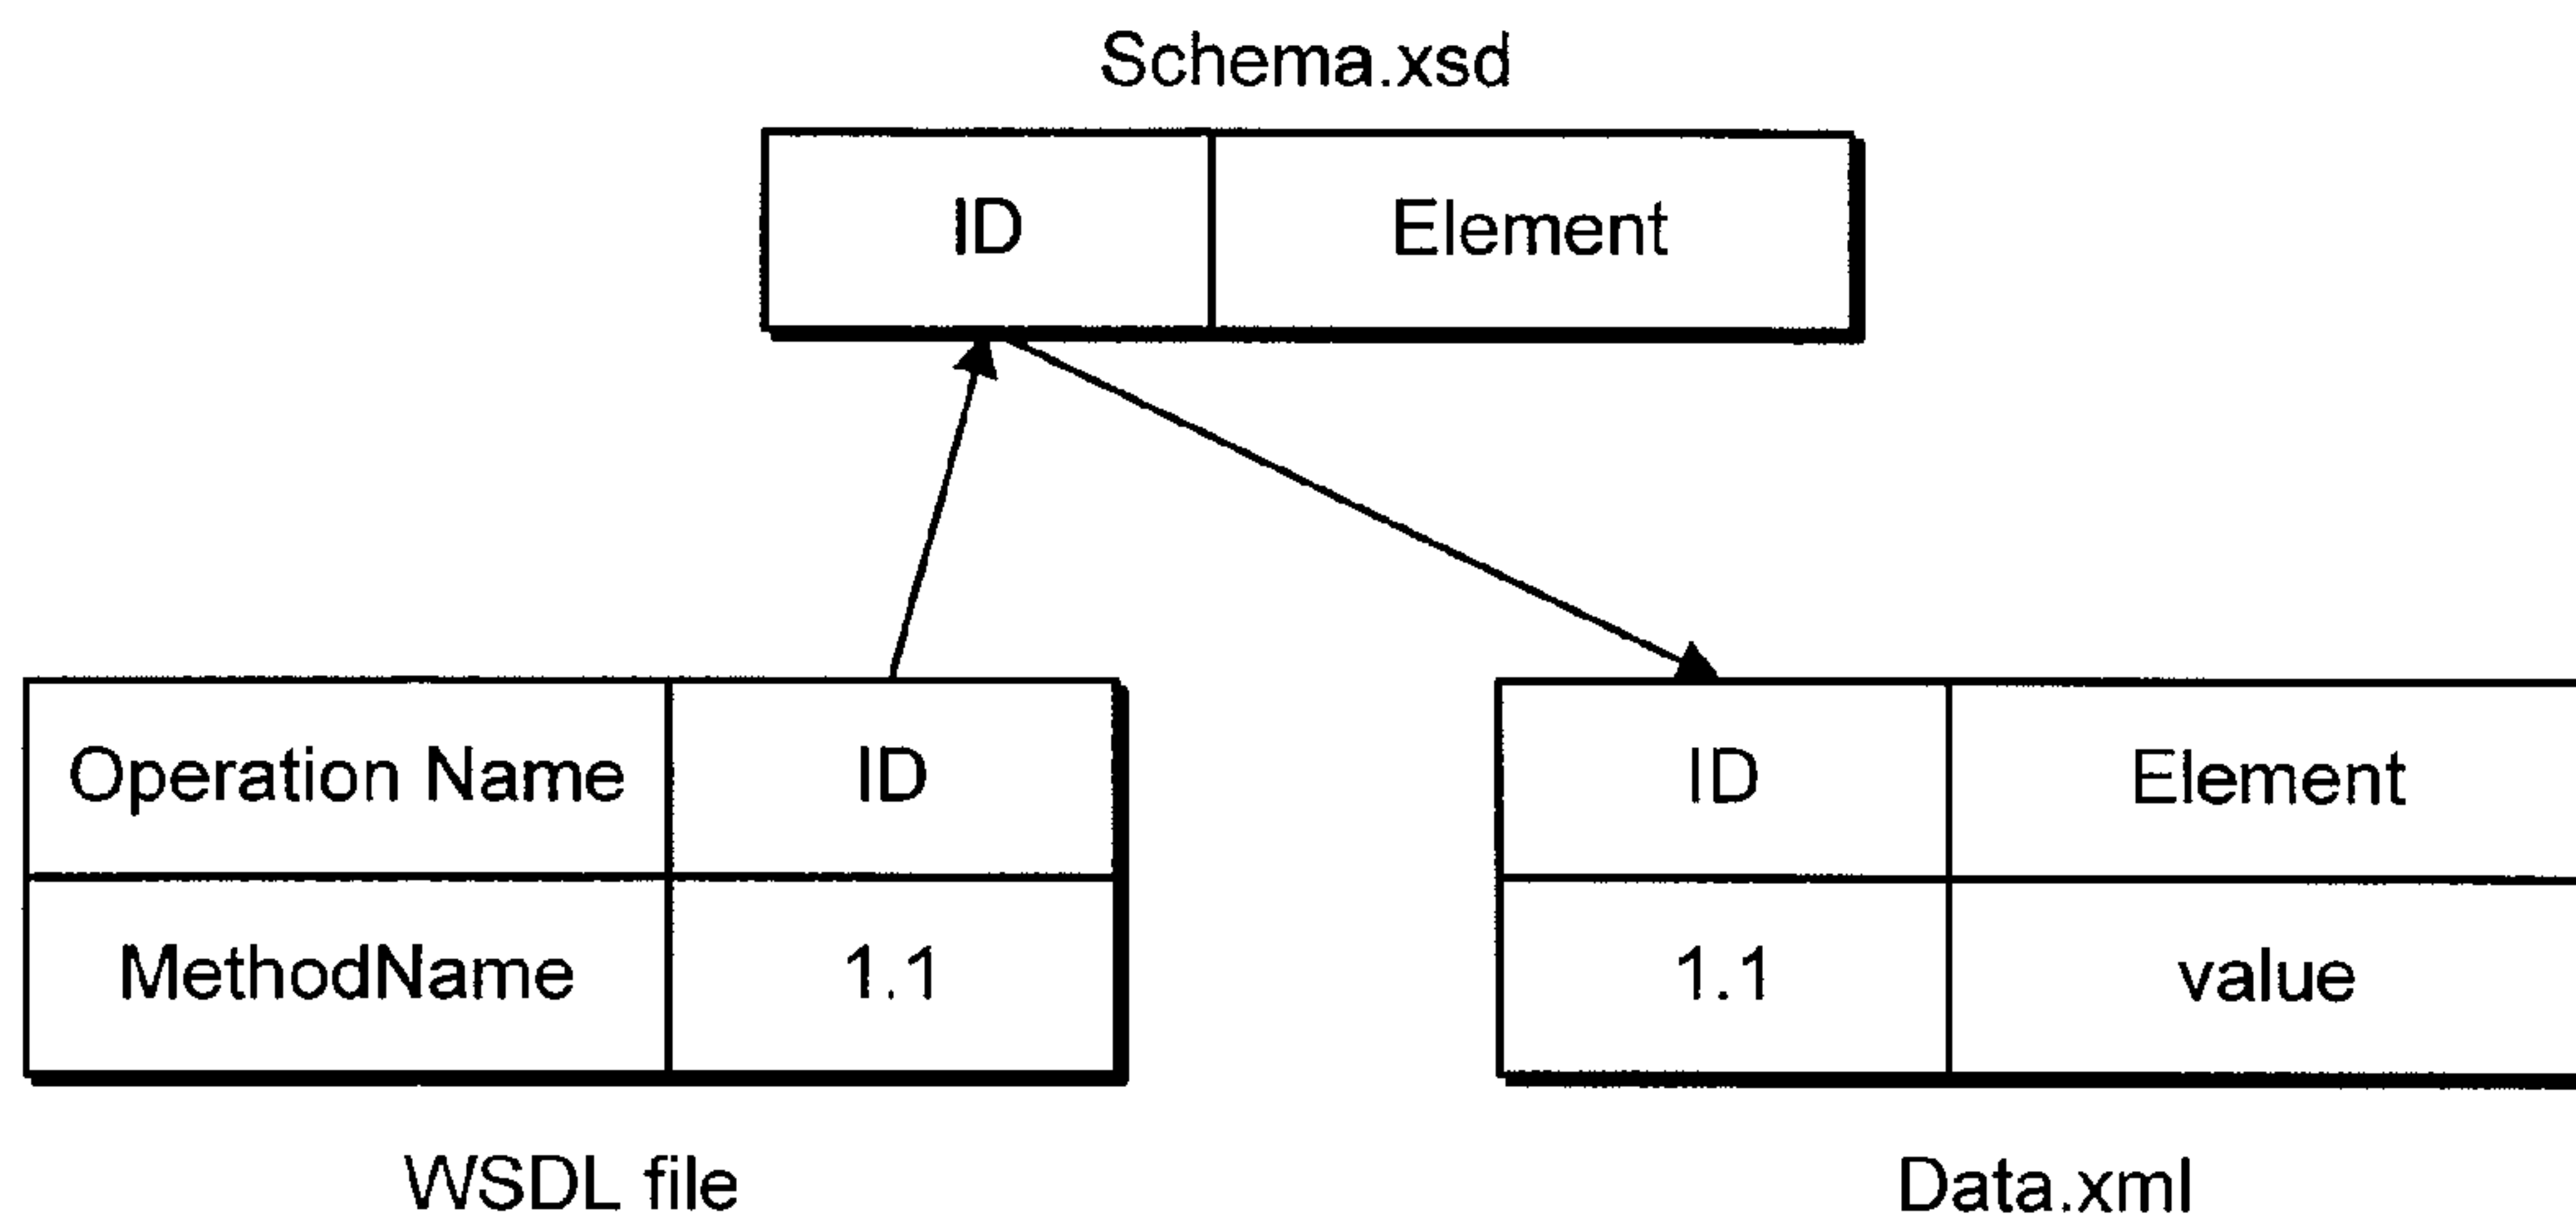 Schema.xsd
ID Element
Operation Name ID
MethodName 1.1
WSDL file
ID Element
1.1 value
Data.xml